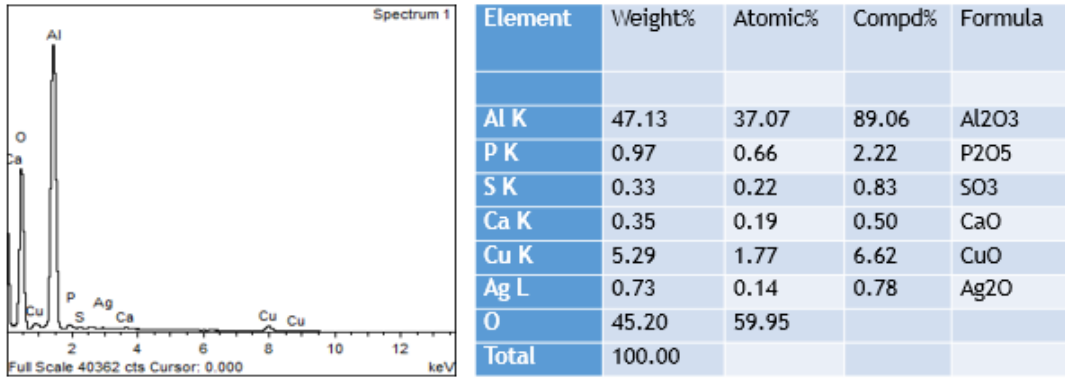 Spectrum 1
Al
O
Ca
Cu
P
S
Ag
Ca
Cu
Cu
2 4 6 8 10 12
Full Scale 40362 cts Cursor: 0.000 keV
Element Weight% Atomic% Compd% Formula
Al K 47.13 37.07 89.06 Al2O3
P K 0.97 0.66 2.22 P2O5
S K 0.33 0.22 0.83 SO3
Ca K 0.35 0.19 0.50 CaO
Cu K 5.29 1.77 6.62 CuO
Ag L 0.73 0.14 0.78 Ag2O
O 45.20 59.95
Total 100.00